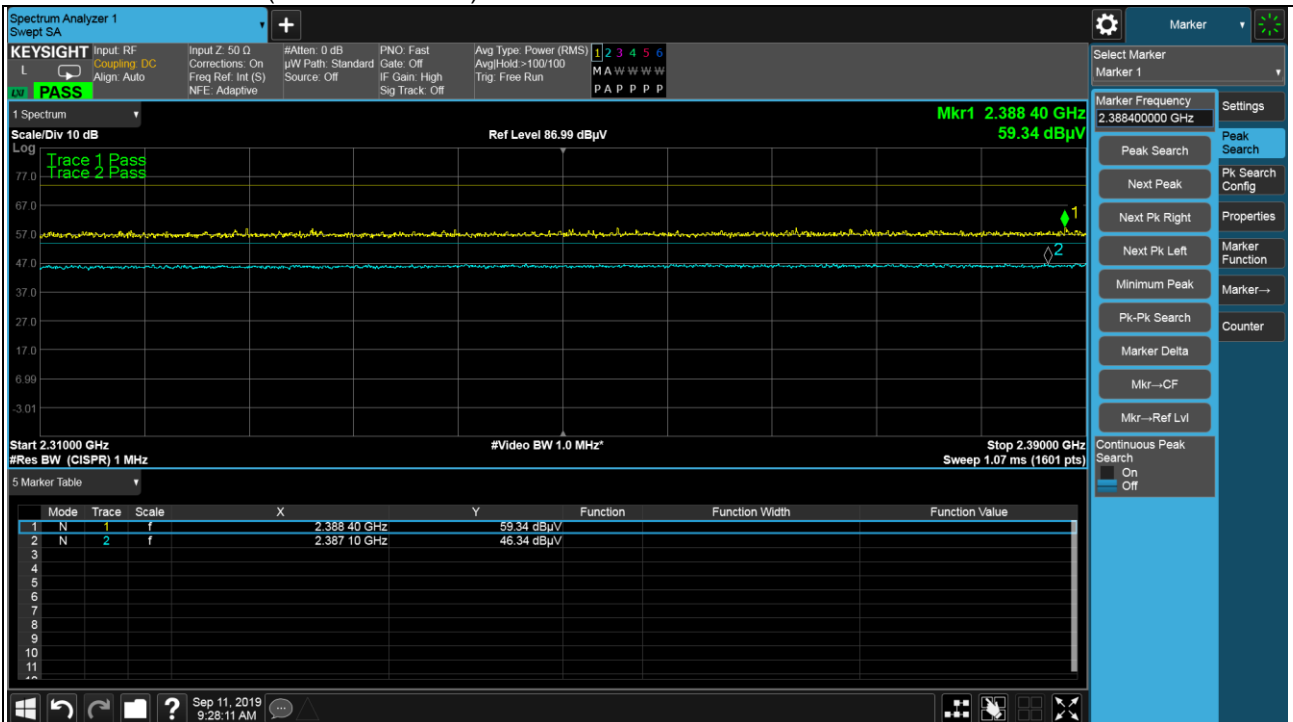 Spectrum Analyzer 1
Swept SA
+
Marker
KEYSIGHT
L
LXI
PASS
Input: RF
Coupling: DC
Align: Auto
Input Z: 50 Ω
Corrections: On
Freq Ref: Int (S)
NFE: Adaptive
#Atten: 0 dB
µW Path: Standard
Source: Off
PNO: Fast
Gate: Off
IF Gain: High
Sig Track: Off
Avg Type: Power (RMS)
Avg|Hold:>100/100
Trig: Free Run
1 2 3 4 5 6
M A W W W W
P A P P P P
Select Marker
Marker 1
1 Spectrum
Mkr1 2.388 40 GHz
59.34 dBµV
Scale/Div 10 dB
Ref Level 86.99 dBµV
Log
Trace 1 Pass
Trace 2 Pass
77.0
67.0
57.0
47.0
37.0
27.0
17.0
6.99
-3.01
1
2
Start 2.31000 GHz
#Video BW 1.0 MHz*
Stop 2.39000 GHz
#Res BW (CISPR) 1 MHz
Sweep 1.07 ms (1601 pts)
Marker Frequency
2.388400000 GHz
Peak Search
Next Peak
Next Pk Right
Next Pk Left
Minimum Peak
Pk-Pk Search
Marker Delta
Mkr→CF
Mkr→Ref Lvl
Continuous Peak
Search
On
Off
Settings
Peak
Search
Pk Search
Config
Properties
Marker
Function
Marker→
Counter
5 Marker Table
Mode Trace Scale X Y Function Function Width Function Value
1 N 1 f 2.388 40 GHz 59.34 dBµV
2 N 2 f 2.387 10 GHz 46.34 dBµV
3
4
5
6
7
8
9
10
11
?
Sep 11, 2019
9:28:11 AM